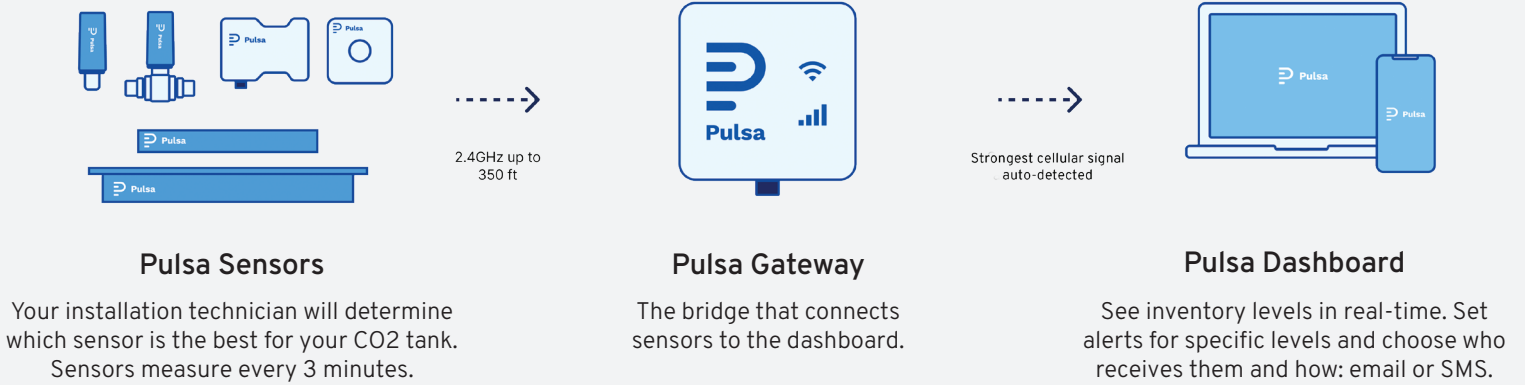 Pulsa
Pulsa
Pulsa
Pulsa
Pulsa
Pulsa
2.4GHz up to
350 ft
Pulsa
Strongest cellular signal
auto-detected
Pulsa
Pulsa
Pulsa Sensors
Your installation technician will determine
which sensor is the best for your CO2 tank.
Sensors measure every 3 minutes.
Pulsa Gateway
The bridge that connects
sensors to the dashboard.
Pulsa Dashboard
See inventory levels in real-time. Set
alerts for specific levels and choose who
receives them and how: email or SMS.